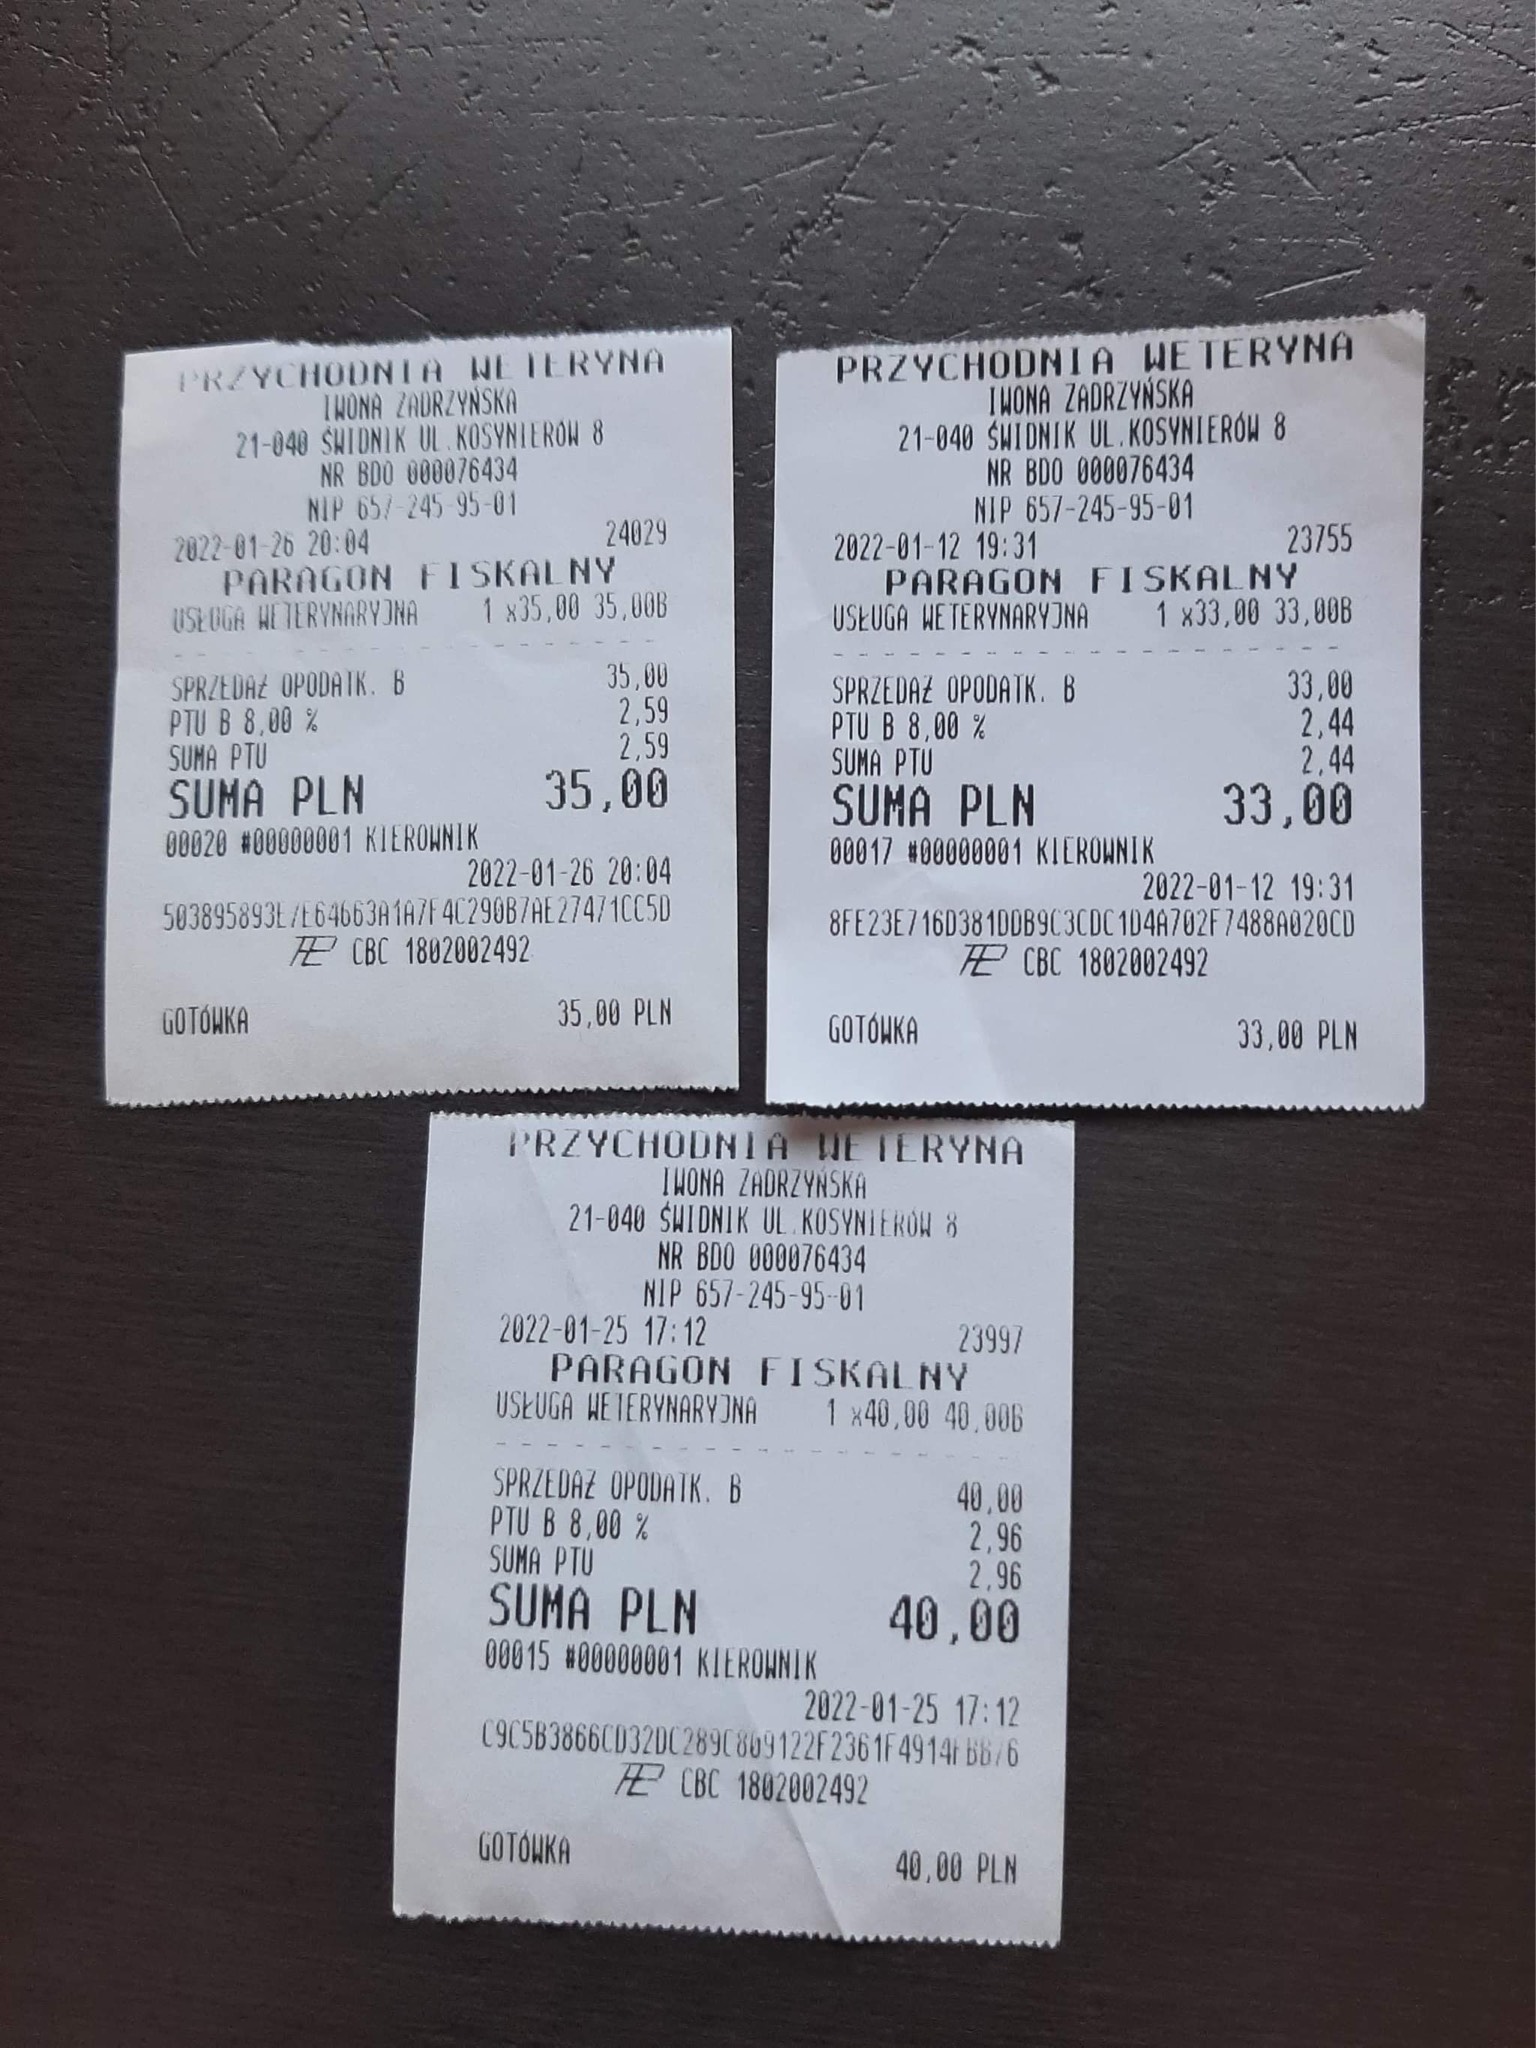 PRZYCHODNIA WETERYNA
IWONA ZADRZYŃSKA
21-040 ŚWIDNIK UL.KOSYNIERÓW 8
NR BDO 000076434
NIP 657-245-95-01
2022-01-26 20:04 24029
PARAGON FISKALNY
USŁUGA WETERYNARYJNA 1 x35,00 35,00B
SPRZEDAŻ OPODATK. B 35,00
PTU B 8,00 % 2,59
SUMA PTU 2,59
SUMA PLN 35,00
00020 #00000001 KIEROWNIK
2022-01-26 20:04
503895893E7E64663A1A7F4C290B7AE27471CC5D
CBC 1802002492
GOTÓWKA 35,00 PLN
PRZYCHODNIA WETERYNA
IWONA ZADRZYŃSKA
21-040 ŚWIDNIK UL.KOSYNIERÓW 8
NR BDO 000076434
NIP 657-245-95-01
2022-01-12 19:31 23755
PARAGON FISKALNY
USŁUGA WETERYNARYJNA 1 x33,00 33,00B
SPRZEDAŻ OPODATK. B 33,00
PTU B 8,00 % 2,44
SUMA PTU 2,44
SUMA PLN 33,00
00017 #00000001 KIEROWNIK
2022-01-12 19:31
8FE23E716D381DDB9C3CDC1D4A702F7488A020CD
CBC 1802002492
GOTÓWKA 33,00 PLN
PRZYCHODNIA WETERYNA
IWONA ZADRZYŃSKA
21-040 ŚWIDNIK UL.KOSYNIERÓW 8
NR BDO 000076434
NIP 657-245-95-01
2022-01-25 17:12 23997
PARAGON FISKALNY
USŁUGA WETERYNARYJNA 1 x40,00 40,00B
SPRZEDAŻ OPODATK. B 40,00
PTU B 8,00 % 2,96
SUMA PTU 2,96
SUMA PLN 40,00
00015 #00000001 KIEROWNIK
2022-01-25 17:12
CBC 1802002492
GOTÓWKA 40,00 PLN